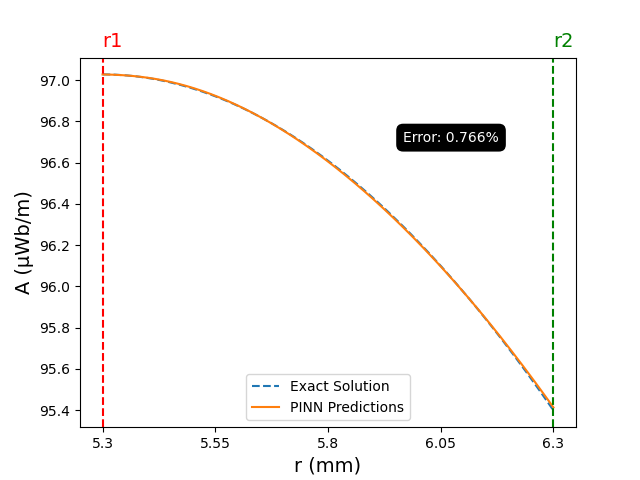 r1
r2
97.0
96.8
96.6
96.4
96.2
96.0
95.8
95.6
95.4
A (μWb/m)
Error: 0.766%
Exact Solution
PINN Predictions
5.3
5.55
5.8
6.05
6.3
r (mm)